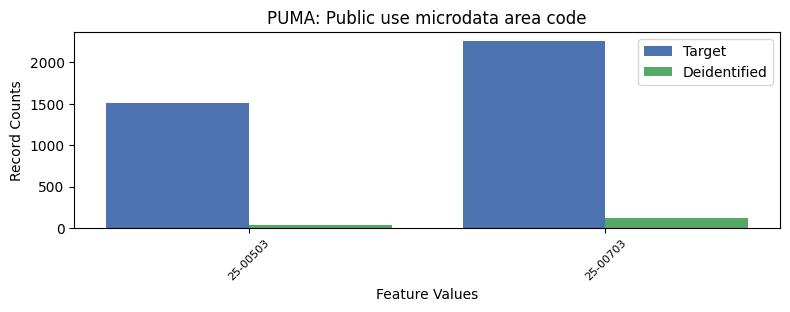 PUMA: Public use microdata area code
Target
Deidentified
Record Counts
2000
1500
1000
500
0
25-00503
25-00703
Feature Values